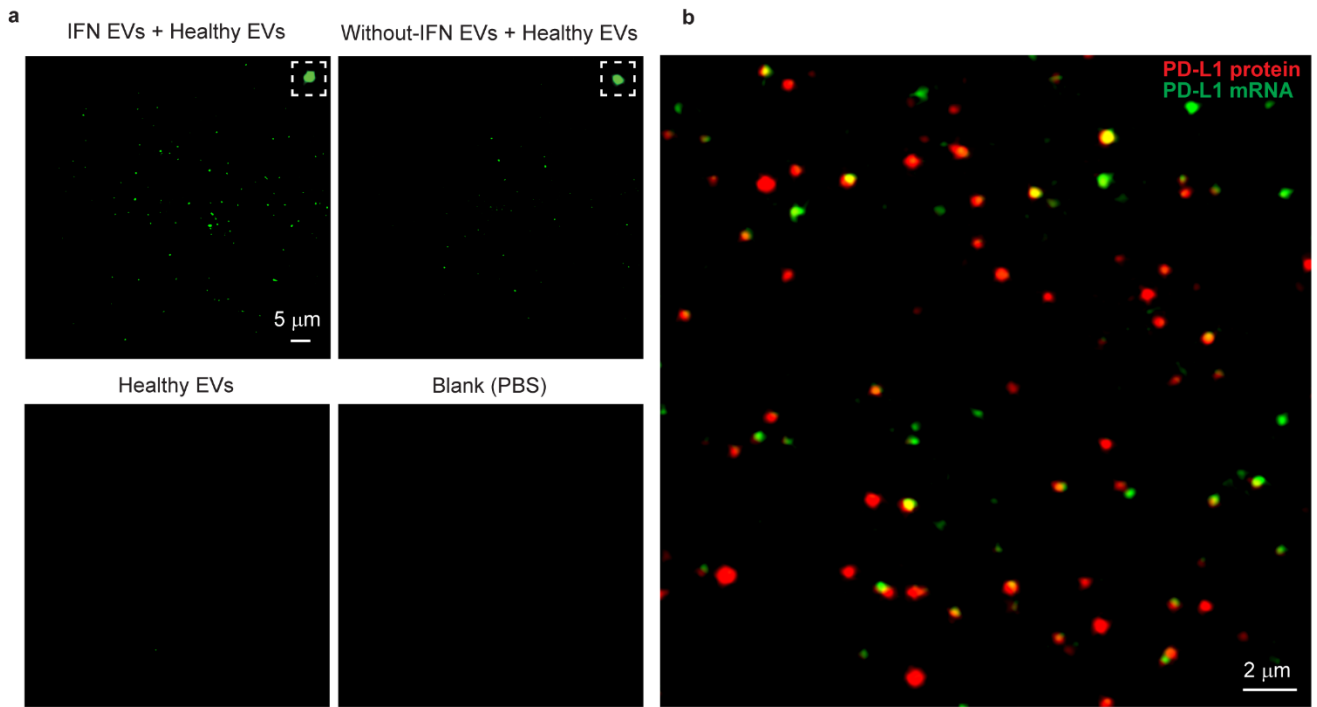 a
IFN EVs + Healthy EVs
Without-IFN EVs + Healthy EVs
5 μm
Healthy EVs
Blank (PBS)
b
PD-L1 protein
PD-L1 mRNA
2 μm